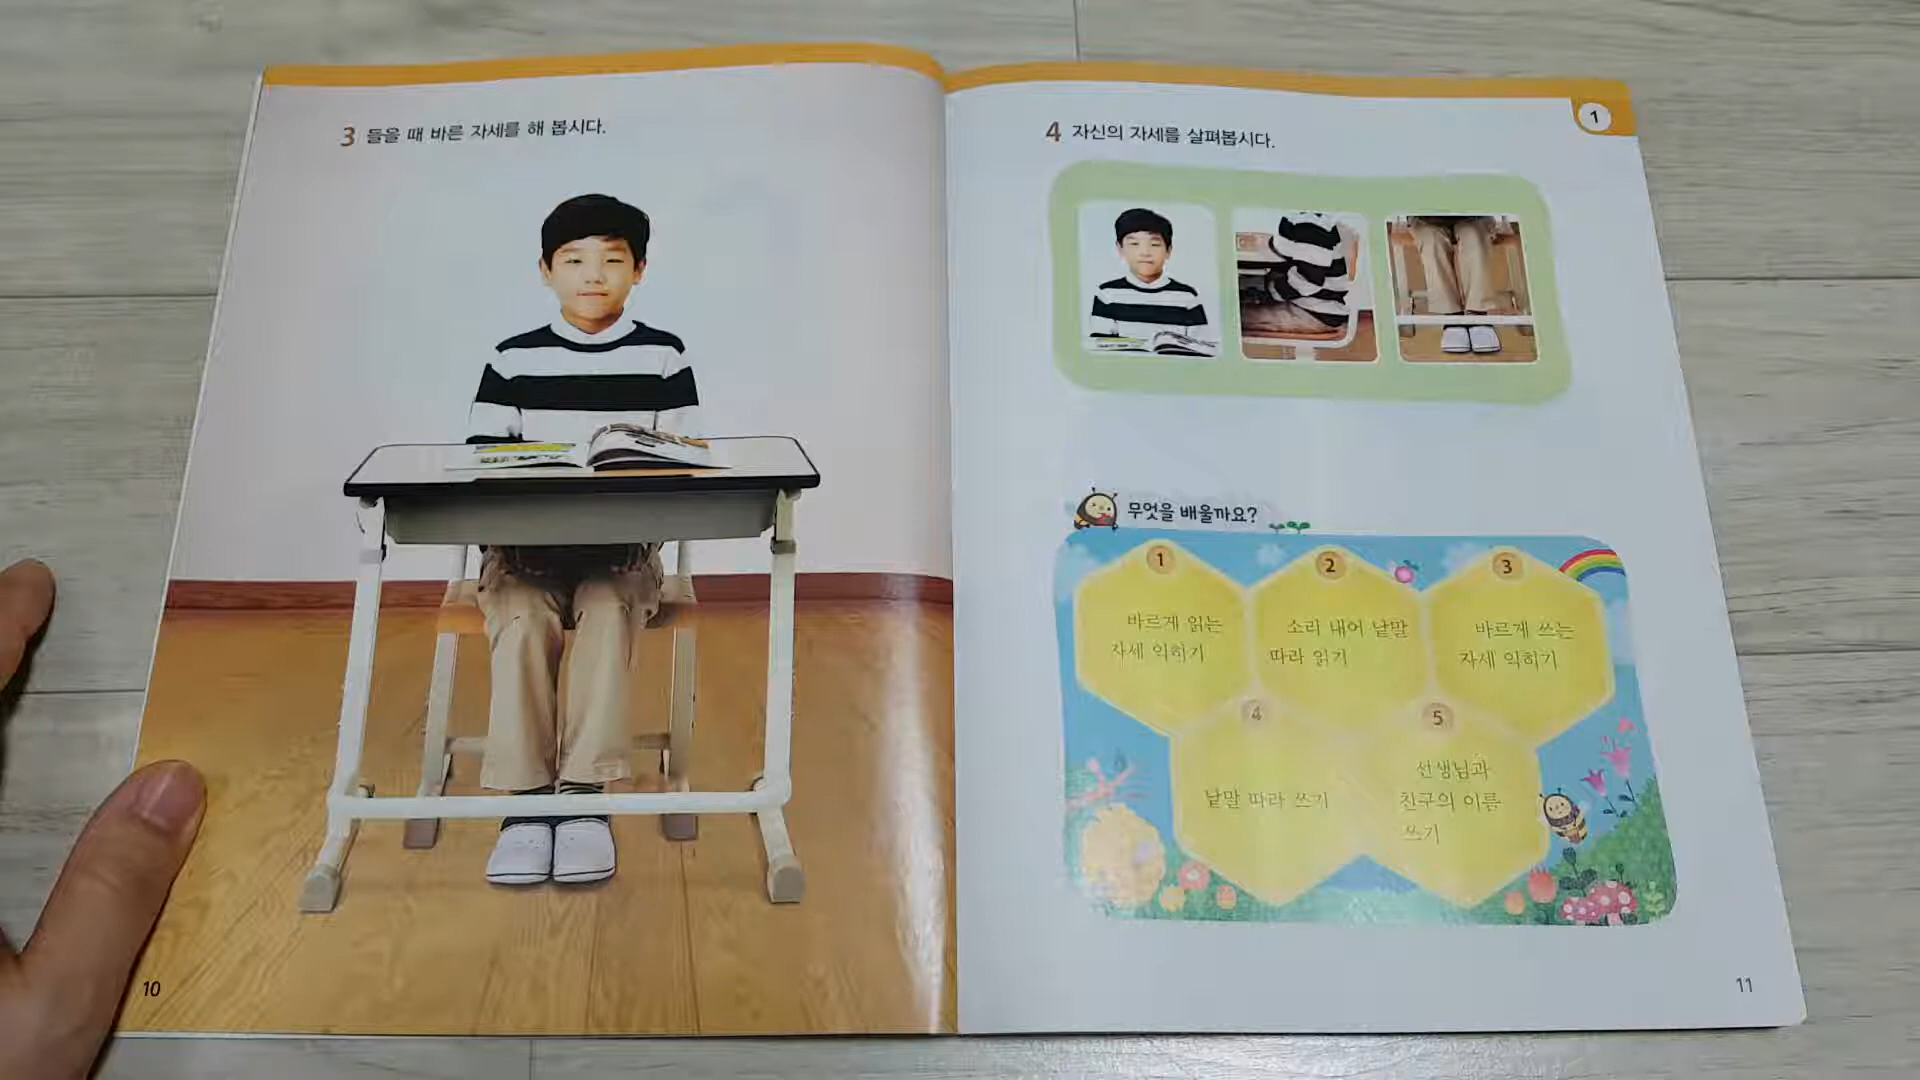 3 들을 때 바른 자세를 해 봅시다.
10
1
4 자신의 자세를 살펴봅시다.
무엇을 배울까요?
1
바르게 읽는
자세 익히기
2
소리 내어 낱말
따라 읽기
3
바르게 쓰는
자세 익히기
4
낱말 따라 쓰기
5
선생님과
친구의 이름
쓰기
11